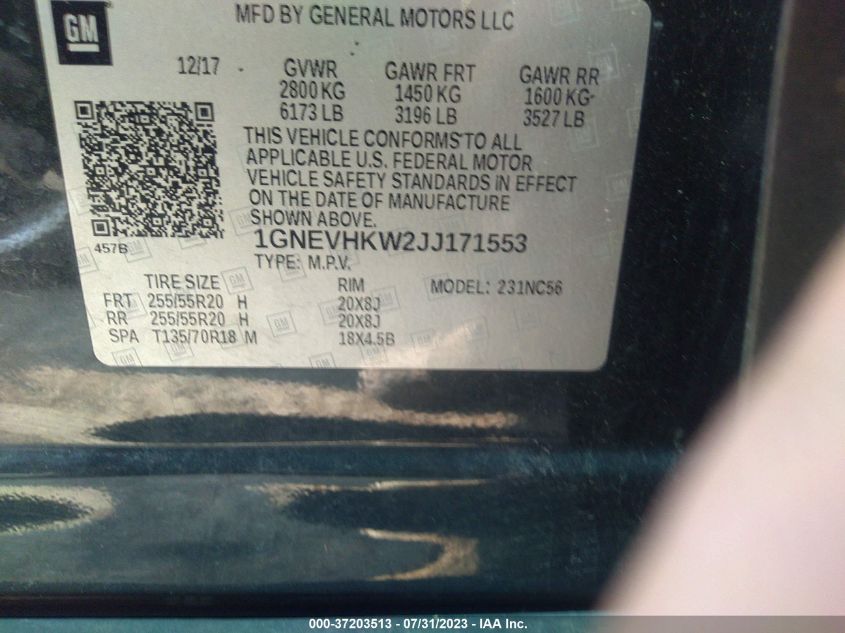 GM
MFD BY GENERAL MOTORS LLC
12/17 GVWR GAWR FRT GAWR RR
2800 KG 1450 KG 1600 KG
6173 LB 3196 LB 3527 LB
THIS VEHICLE CONFORMS TO ALL
APPLICABLE U.S. FEDERAL MOTOR
VEHICLE SAFETY STANDARDS IN EFFECT
ON THE DATE OF MANUFACTURE
SHOWN ABOVE.
457B
1GNEVHKW2JJ171553
TYPE: M.P.V.
TIRE SIZE RIM MODEL: 231NC56
FRT 255/55R20 H 20X8J
RR 255/55R20 H 20X8J
SPA T135/70R18 M 18X4.5B
000-37203513 - 07/31/2023 - IAA Inc.